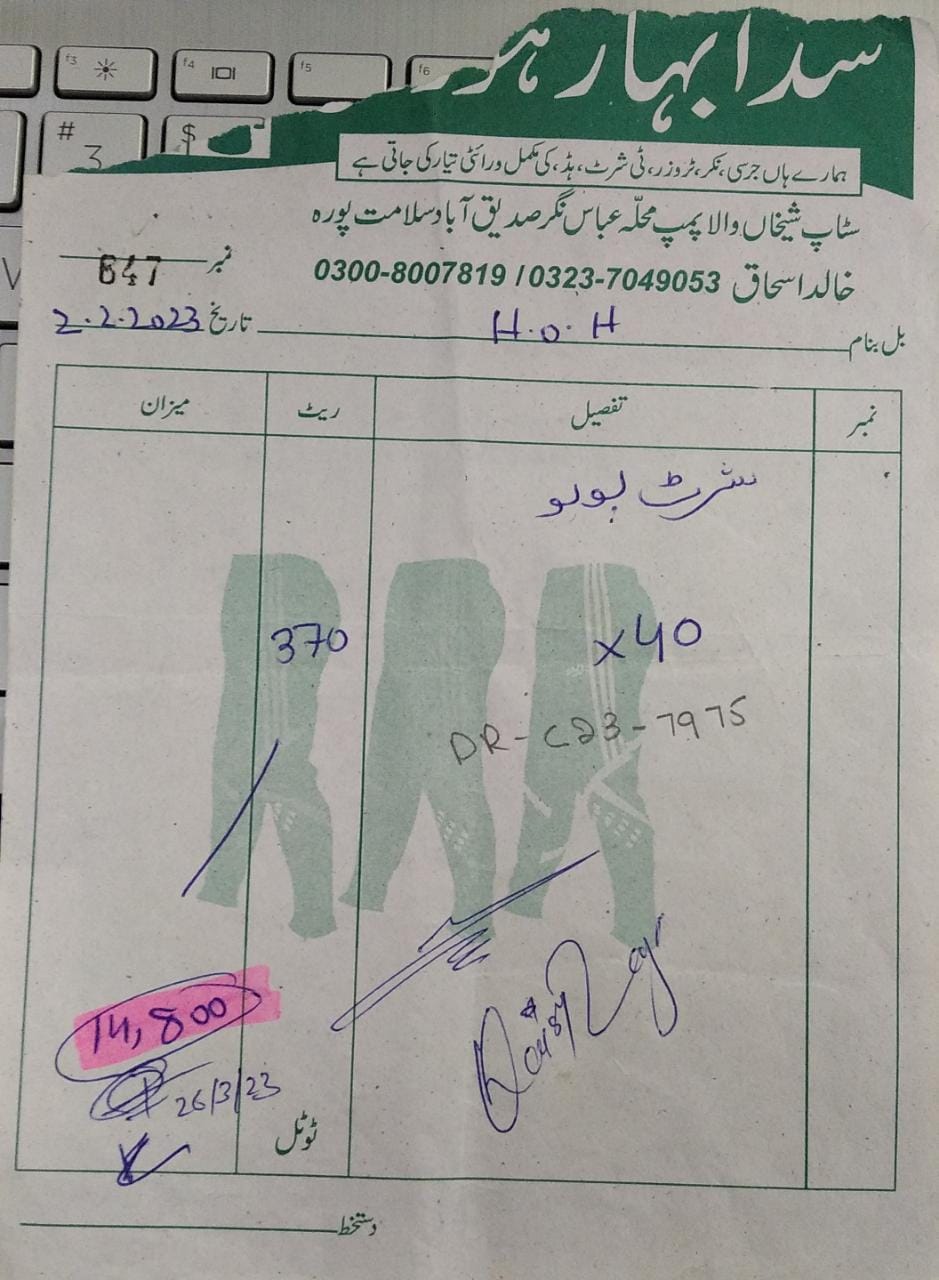 سدا بہار ہو
ہمارے ہاں جرسی، نکر، ٹروزر، ٹی شرٹ، ہڈ، کی مکمل ورائٹی تیار کی جاتی ہے
سٹاپ شیخاں والا پمپ محلّہ عباس نگر صدیق آباد سلامت پورہ
خالد اسحاق 0300-8007819 / 0323-7049053
نمبر 647
بل بنام H.O.H تاریخ 2.2.2023
نمبر تفصیل ریٹ میزان
شرٹ پولو
x40 370
DR-C23-7975
14,800
26/3/23
ٹوٹل
دستخط
# 3 $
f3 f4 f5 f6